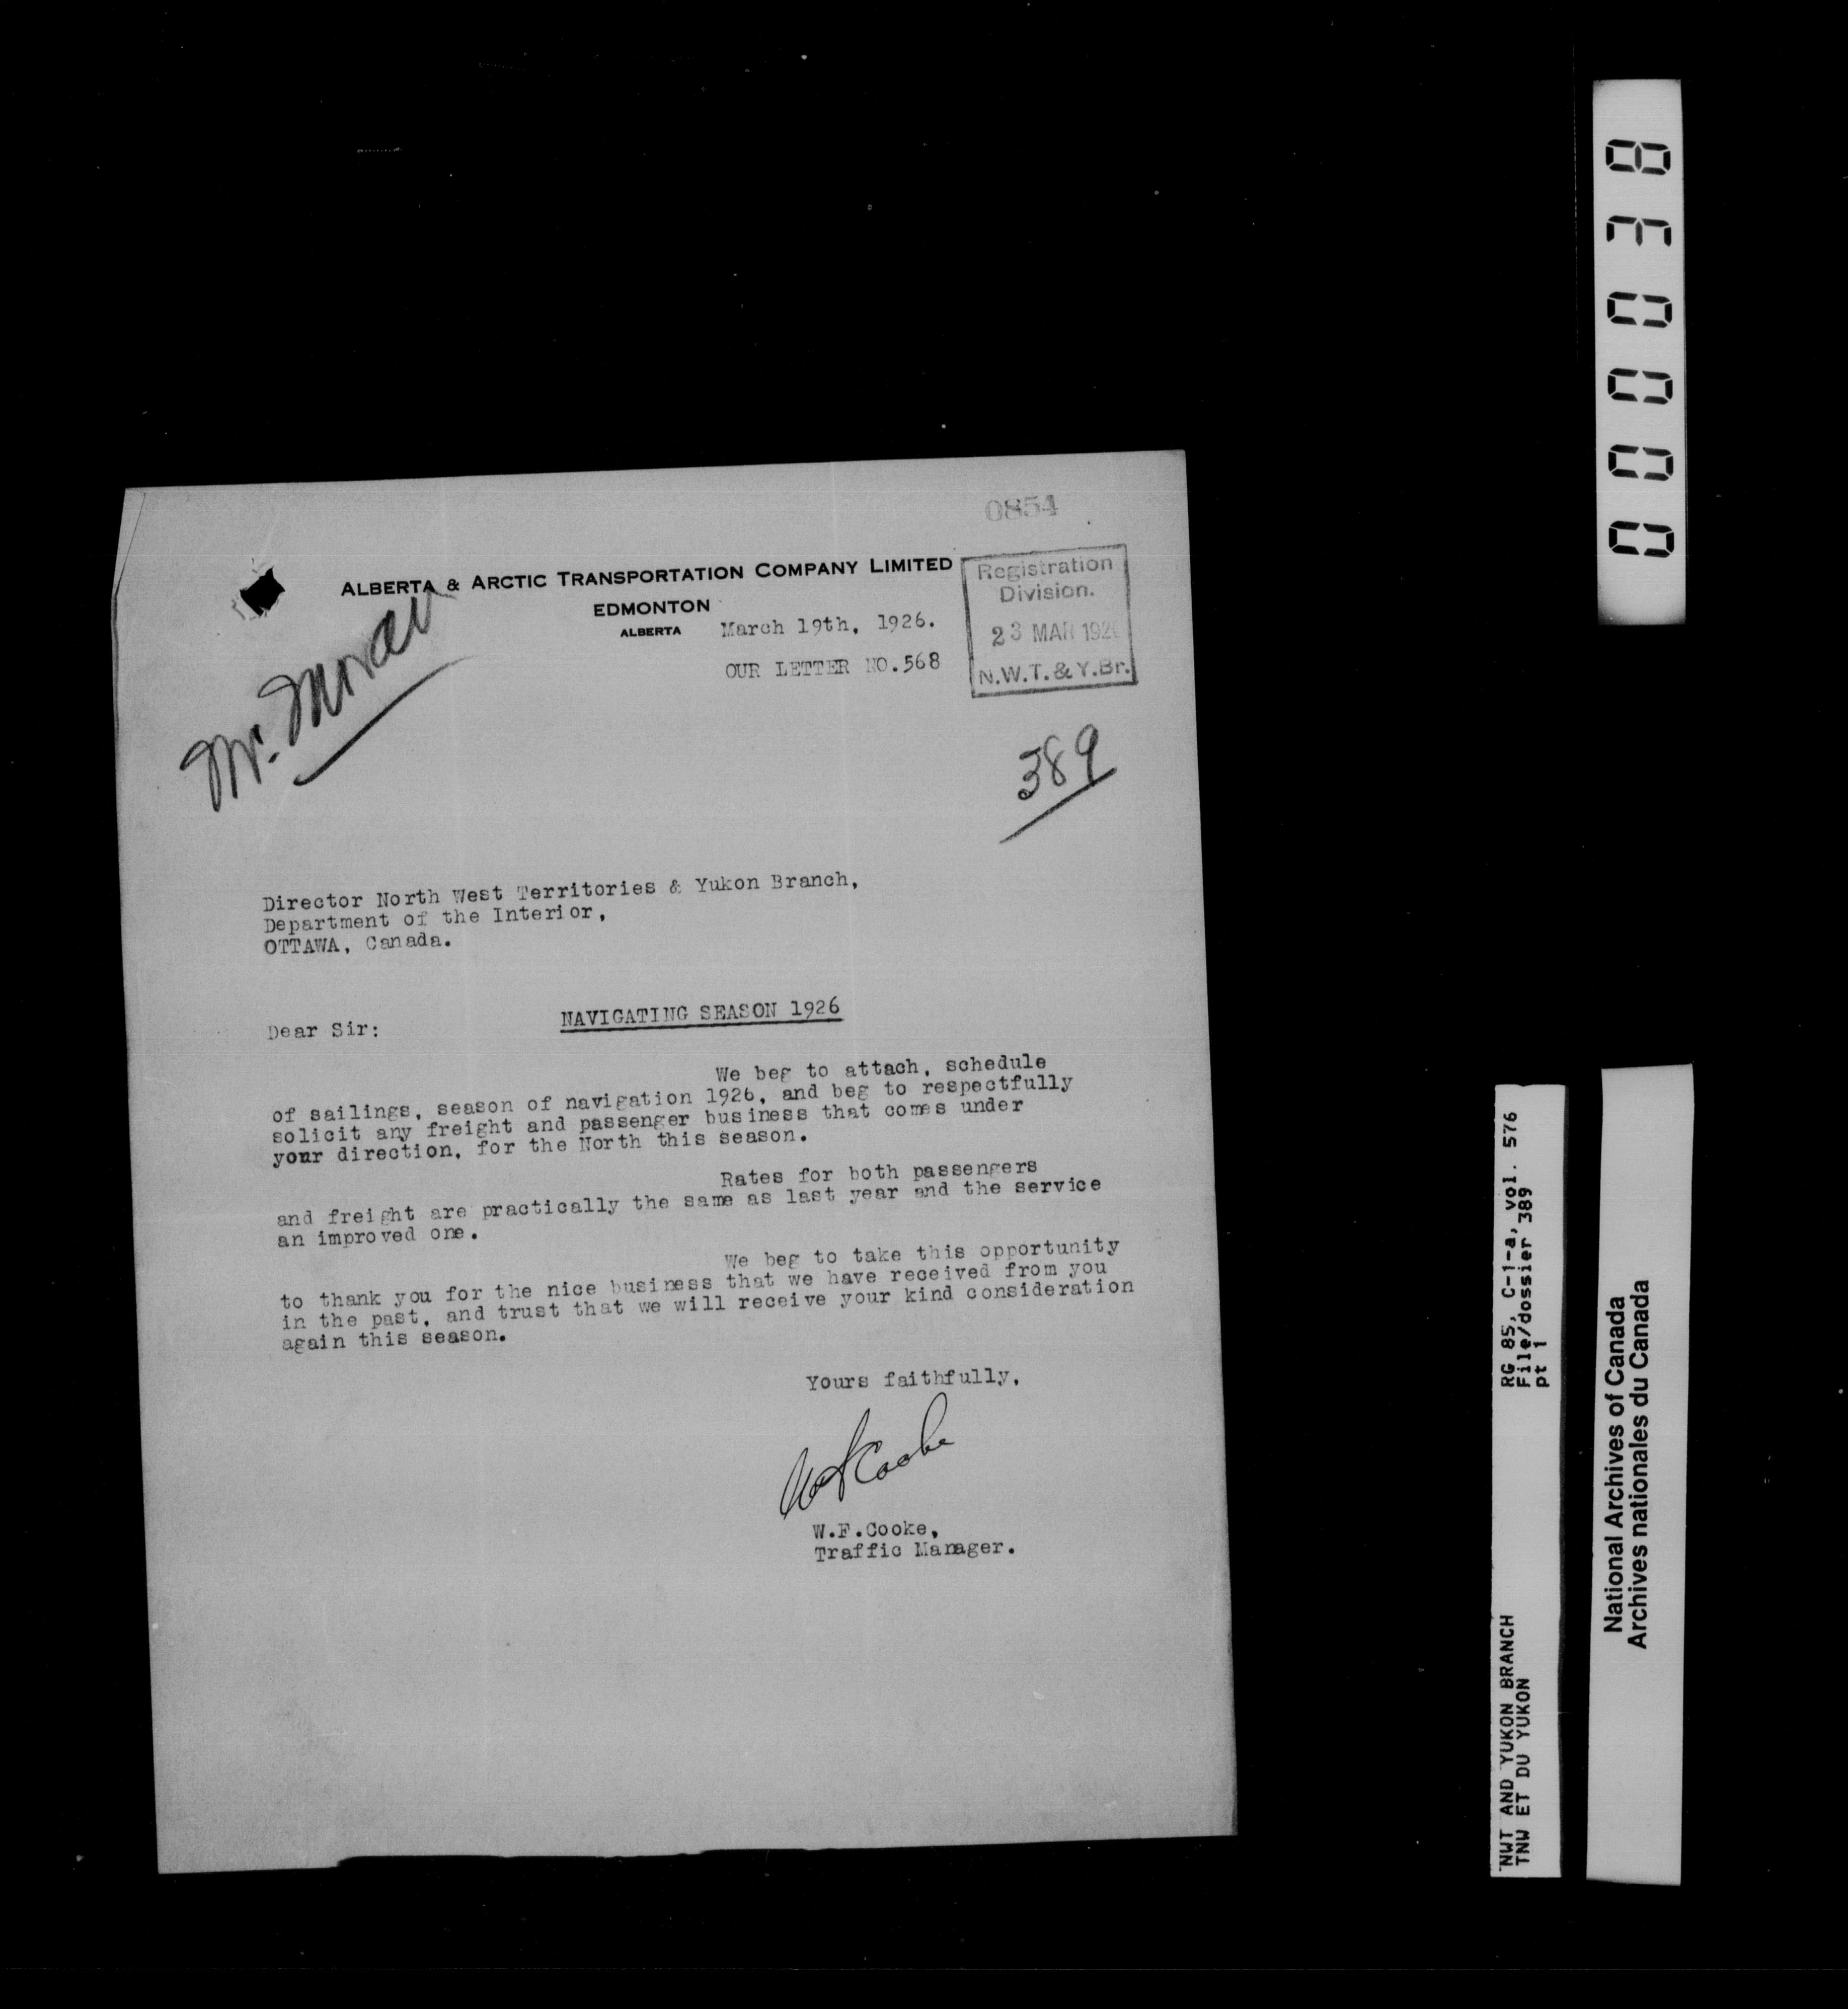 0854
ALBERTA & ARCTIC TRANSPORTATION COMPANY LIMITED
EDMONTON
ALBERTA
March 19th, 1926.
OUR LETTER NO.568
Registration
Division.
23 MAR 192
N.W.T. & Y.Br.
Mr. Moran
389
Director North West Territories & Yukon Branch,
Department of the Interior,
OTTAWA, Canada.
NAVIGATING SEASON 1926
Dear Sir:
We beg to attach, schedule
of sailings, season of navigation 1926, and beg to respectfully
solicit any freight and passenger business that comes under
your direction, for the North this season.
Rates for both passengers
and freight are practically the same as last year and the service
an improved one.
We beg to take this opportunity
to thank you for the nice business that we have received from you
in the past, and trust that we will receive your kind consideration
again this season.
Yours faithfully,
WFCooke
W.F.Cooke,
Traffic Manager.
000038
NWT AND YUKON BRANCH RG 85, C-1-a, vol. 576
TNW ET DU YUKON File/dossier 389
pt 1
National Archives of Canada
Archives nationales du Canada